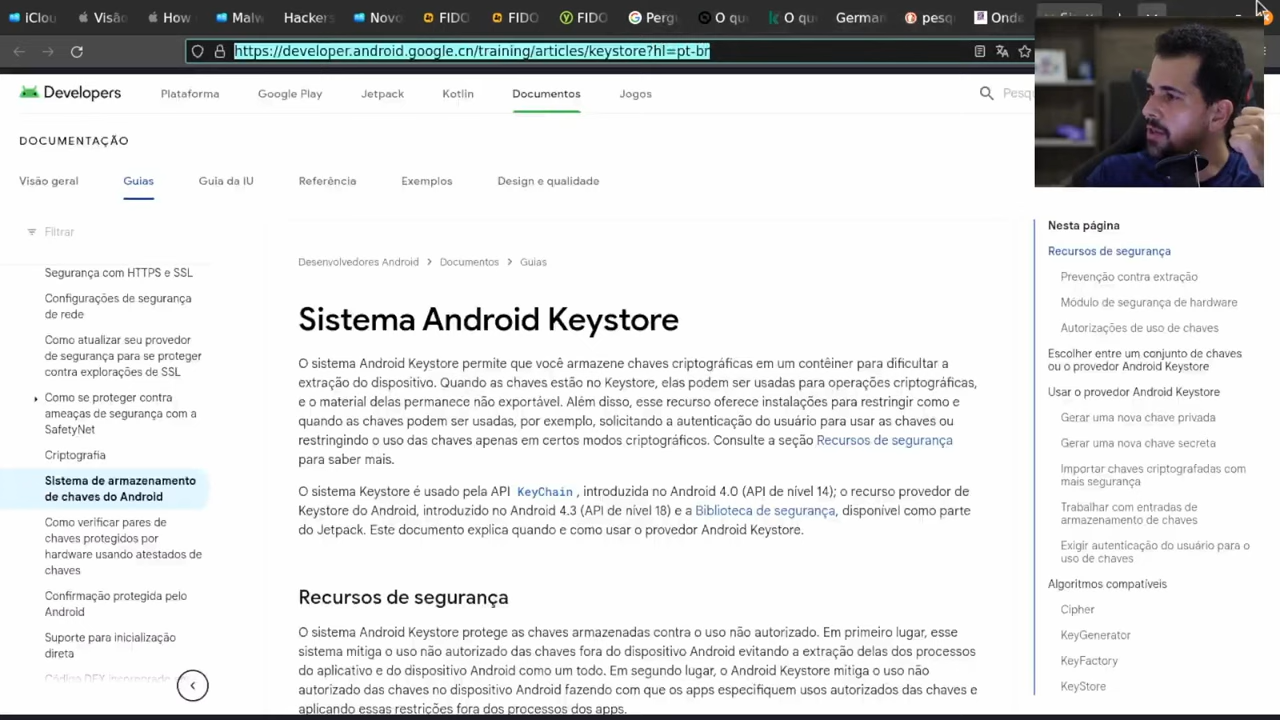 iClou
Visão
How
Malw
Hackers
Novo
FIDO
FIDO
FIDO
Pergu
O que
O que
German
pesq
Onde
https://developer.android.google.cn/training/articles/keystore?hl=pt-br
Developers
Plataforma
Google Play
Jetpack
Kotlin
Documentos
Jogos
Pesq
DOCUMENTAÇÃO
Visão geral
Guias
Guia da IU
Referência
Exemplos
Design e qualidade
Filtrar
Segurança com HTTPS e SSL
Configurações de segurança
de rede
Como atualizar seu provedor
de segurança para se proteger
contra explorações de SSL
Como se proteger contra
ameaças de segurança com a
SafetyNet
Criptografia
Sistema de armazenamento
de chaves do Android
Como verificar pares de
chaves protegidos por
hardware usando atestados de
chaves
Confirmação protegida pelo
Android
Suporte para inicialização
direta
Desenvolvedores Android > Documentos > Guias
Sistema Android Keystore
O sistema Android Keystore permite que você armazene chaves criptográficas em um contêiner para dificultar a
extração do dispositivo. Quando as chaves estão no Keystore, elas podem ser usadas para operações criptográficas,
e o material delas permanece não exportável. Além disso, esse recurso oferece instalações para restringir como e
quando as chaves podem ser usadas, por exemplo, solicitando a autenticação do usuário para usar as chaves ou
restringindo o uso das chaves apenas em certos modos criptográficos. Consulte a seção Recursos de segurança
para saber mais.
O sistema Keystore é usado pela API KeyChain, introduzida no Android 4.0 (API de nível 14); o recurso provedor de
Keystore do Android, introduzido no Android 4.3 (API de nível 18) e a Biblioteca de segurança, disponível como parte
do Jetpack. Este documento explica quando e como usar o provedor Android Keystore.
Recursos de segurança
O sistema Android Keystore protege as chaves armazenadas contra o uso não autorizado. Em primeiro lugar, esse
sistema mitiga o uso não autorizado das chaves fora do dispositivo Android evitando a extração delas dos processos
do aplicativo e do dispositivo Android como um todo. Em segundo lugar, o Android Keystore mitiga o uso não
autorizado das chaves no dispositivo Android fazendo com que os apps especifiquem usos autorizados das chaves e
aplicando essas restrições fora dos processos dos apps.
Nesta página
Recursos de segurança
Prevenção contra extração
Módulo de segurança de hardware
Autorizações de uso de chaves
Escolher entre um conjunto de chaves
ou o provedor Android Keystore
Usar o provedor Android Keystore
Gerar uma nova chave privada
Gerar uma nova chave secreta
Importar chaves criptografadas com
mais segurança
Trabalhar com entradas de
armazenamento de chaves
Exigir autenticação do usuário para o
uso de chaves
Algoritmos compatíveis
Cipher
KeyGenerator
KeyFactory
KeyStore